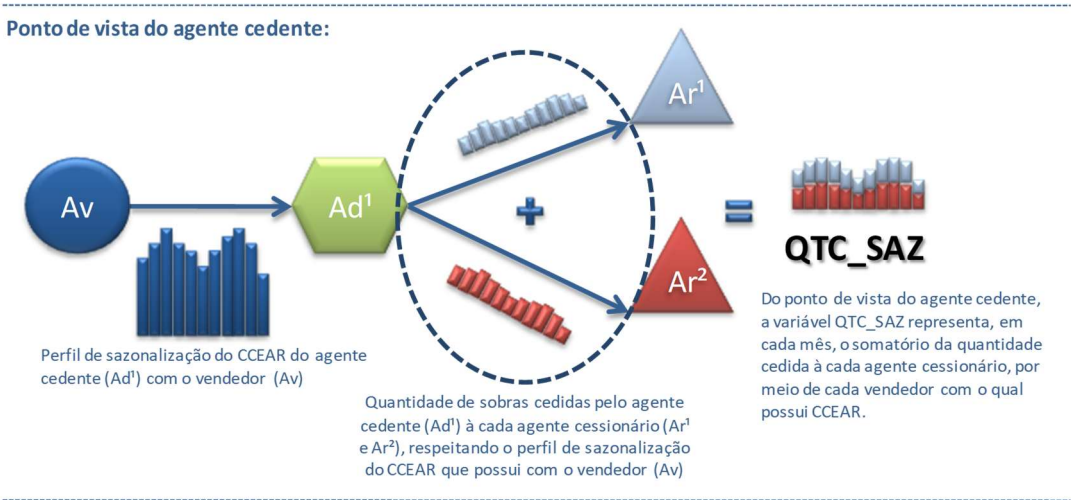 Ponto de vista do agente cedente:
Av
Ad¹
Ar¹
Ar²
QTC_SAZ
Perfil de sazonalização do CCEAR do agente
cedente (Ad¹) com o vendedor (Av)
Quantidade de sobras cedidas pelo agente
cedente (Ad¹) à cada agente cessionário (Ar¹
e Ar²), respeitando o perfil de sazonalização
do CCEAR que possui com o vendedor (Av)
Do ponto de vista do agente cedente,
a variável QTC_SAZ representa, em
cada mês, o somatório da quantidade
cedida à cada agente cessionário, por
meio de cada vendedor com o qual
possui CCEAR.